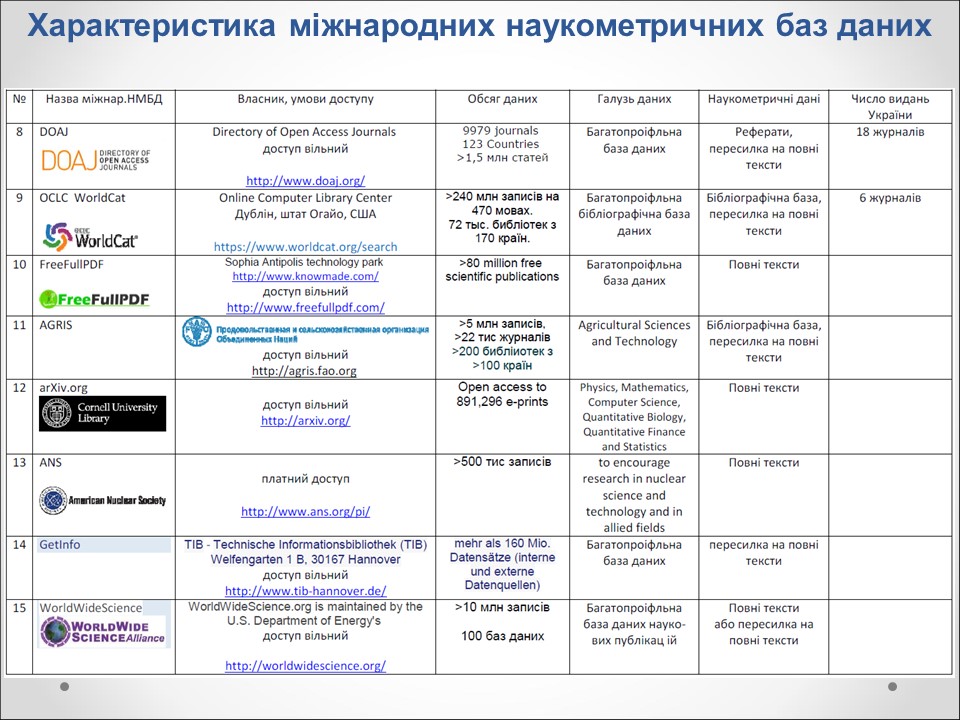 Характеристика міжнародних наукометричних баз даних
№ Назва міжнар.НМБД Власник, умови доступу Обсяг даних Галузь даних Наукометричні дані Число видань
України
8 DOAJ Directory of Open Access Journals 9979 journals Багатопроіфльна Реферати, 18 журналів
доступ вільний 123 Countries база даних пересилка на повні
DOAJ DIRECTORY OF OPEN ACCESS JOURNALS >1,5 млн статей тексти
http://www.doaj.org/
9 OCLC WorldCat Online Computer Library Center >240 млн записів на Багатопроіфльна Бібліографічна база, 6 журналів
Дублін, штат Огайо, США 470 мовах. бібліографічна база пересилка на повні
OCLC WorldCat 72 тыс. библіотек з даних тексти
https://www.worldcat.org/search 170 країн.
10 FreeFullPDF Sophia Antipolis technology park >80 million free Багатопроіфльна Повні тексти
http://www.knowmade.com/ scientific publications база даних
FreeFullPDF доступ вільний
http://www.freefullpdf.com/
11 AGRIS Продовольственная и сельскохозяйственная организация >5 млн записів, Agricultural Sciences Бібліографічна база,
Объединенных Наций >22 тис журналів and Technology пересилка на повні
доступ вільний >200 библіиотек з тексти
http://agris.fao.org >100 країн
12 arXiv.org Open access to Physics, Mathematics, Повні тексти
Cornell University доступ вільний 891,296 e-prints Computer Science,
Library http://arxiv.org/ Quantitative Biology,
Quantitative Finance
and Statistics
13 ANS >500 тис записів to encourage Повні тексти
платний доступ research in nuclear
American Nuclear Society science and
http://www.ans.org/pi/ technology and in
allied fields
14 GetInfo TIB - Technische Informationsbibliothek (TIB) mehr als 160 Mio. Багатопроіфльна пересилка на повні
Welfengarten 1 B, 30167 Hannover Datensätze (interne база даних тексти
доступ вільний und externe
http://www.tib-hannover.de/ Datenquellen)
15 WorldWideScience WorldWideScience.org is maintained by the >10 млн записів Багатопроіфльна Повні тексти
WORLDWIDE U.S. Department of Energy's база даних науко- або пересилка на
SCIENCEAlliance доступ вільний 100 баз даних вих публікац ій повні тексти
http://worldwidescience.org/